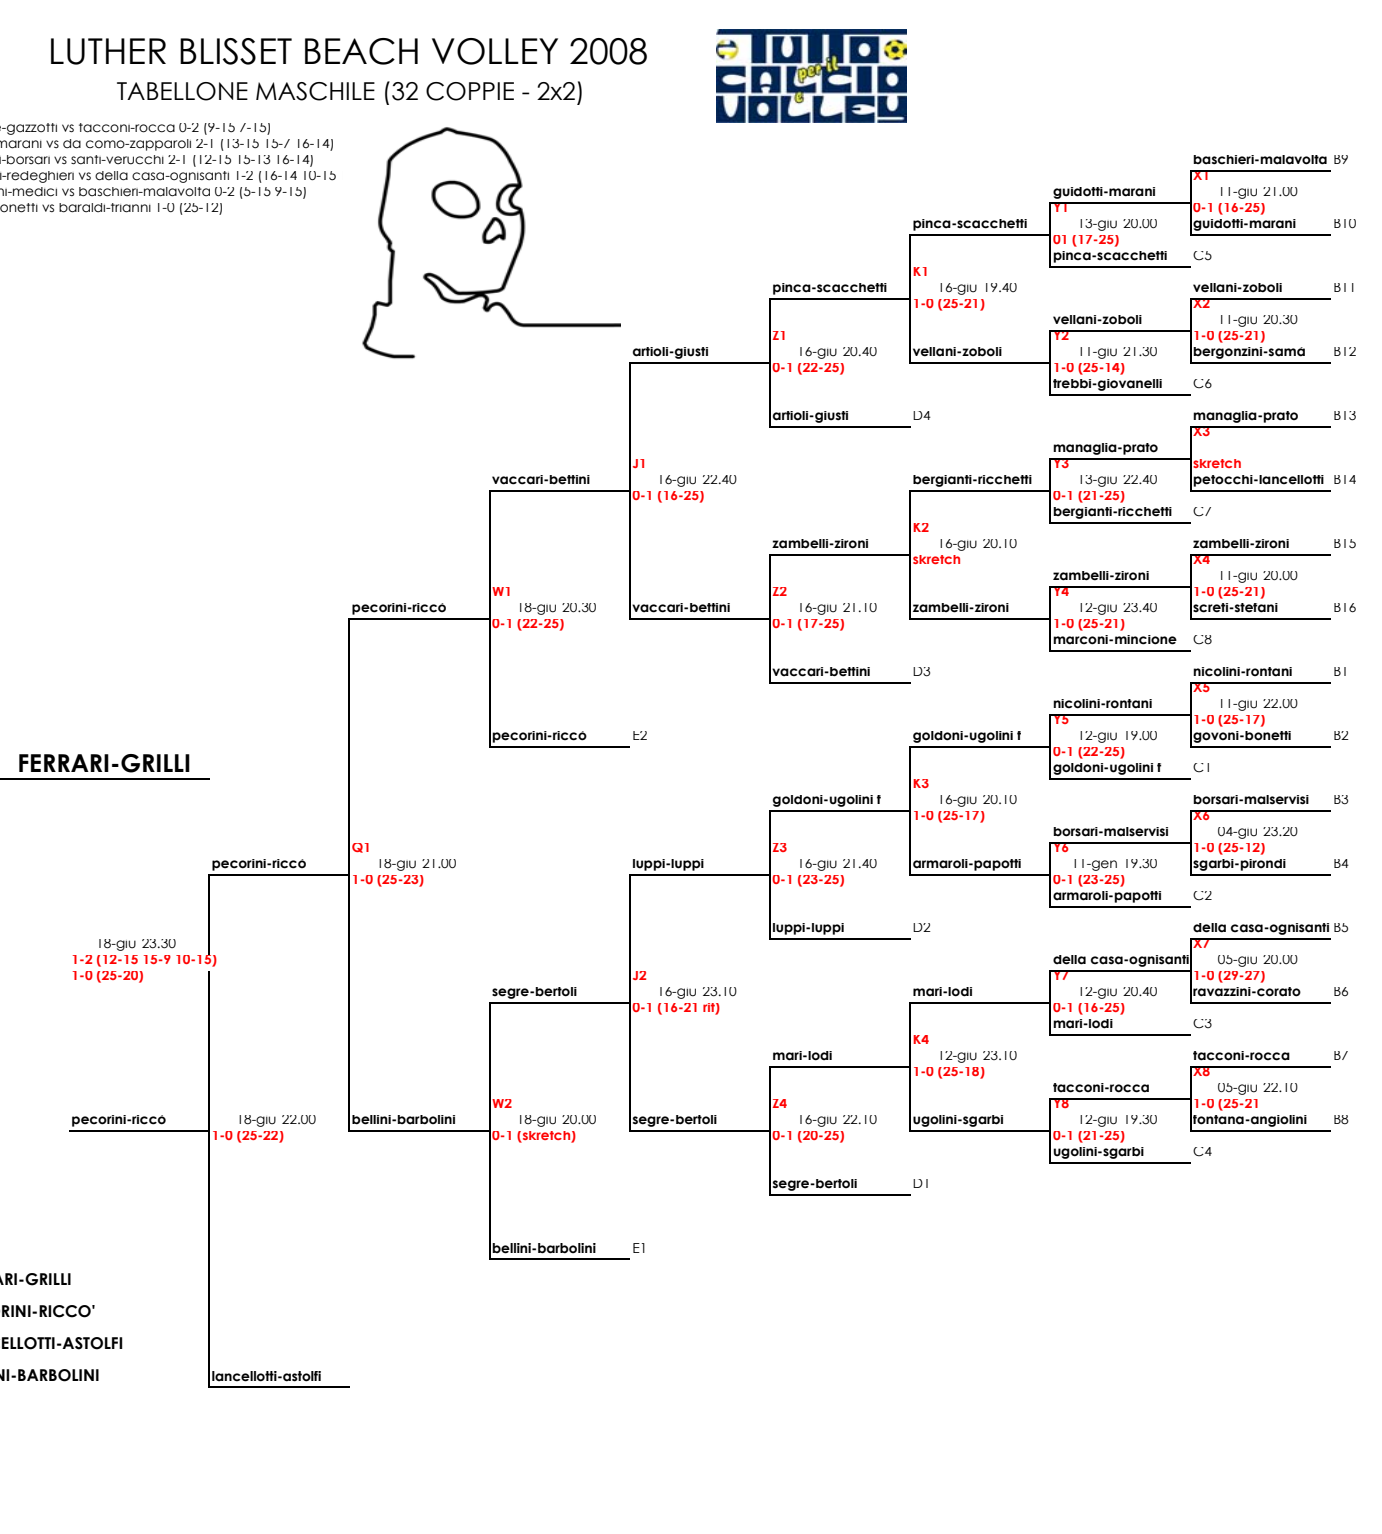 LUTHER BLISSET BEACH VOLLEY 2008
TABELLONE MASCHILE (32 COPPIE - 2x2)
TUTTO
per il
CALCIO
e
VOLLEY
-gazzotti vs tacconi-rocca 0-2 (9-15 7-15)
marani vs da como-zapparoli 2-1 (13-15 15-7 16-14)
-borsari vs santi-verucchi 2-1 (12-15 15-13 16-14)
i-redeghieri vs della casa-ognisanti 1-2 (16-14 10-15
ni-medici vs baschieri-malavolta 0-2 (5-15 9-15)
onetti vs baraldi-trianni 1-0 (25-12)
baschieri-malavolta B9
X1
guidotti-marani 11-giu 21.00
Y1 0-1 (16-25)
pinca-scacchetti 13-giu 20.00 guidotti-marani B10
01 (17-25)
pinca-scacchetti C5
K1
pinca-scacchetti 16-giu 19.40 vellani-zoboli B11
1-0 (25-21) X2
vellani-zoboli 11-giu 20.30
Z1 Y2 1-0 (25-21)
artioli-giusti 16-giu 20.40 vellani-zoboli 11-giu 21.30 bergonzini-samá B12
0-1 (22-25) 1-0 (25-14)
trebbi-giovanelli C6
artioli-giusti D4 managlia-prato B13
X3
managlia-prato
J1 Y3 skretch
vaccari-bettini 16-giu 22.40 bergianti-ricchetti 13-giu 22.40 petocchi-lancellotti B14
0-1 (16-25) 0-1 (21-25)
bergianti-ricchetti C7
K2
zambelli-zironi 16-giu 20.10 zambelli-zironi B15
skretch X4
zambelli-zironi 11-giu 20.00
W1 Z2 Y4 1-0 (25-21)
pecorini-riccó 18-giu 20.30 vaccari-bettini 16-giu 21.10 zambelli-zironi 12-giu 23.40 screti-stefani B16
0-1 (22-25) 0-1 (17-25) 1-0 (25-21)
marconi-mincione C8
vaccari-bettini D3 nicolini-rontani B1
X5
nicolini-rontani 11-giu 22.00
Y5 1-0 (25-17)
pecorini-riccó E2 goldoni-ugolini f 12-giu 19.00 govoni-bonetti B2
0-1 (22-25)
FERRARI-GRILLI goldoni-ugolini f C1
K3
goldoni-ugolini f 16-giu 20.10 borsari-malservisi B3
1-0 (25-17) X6
borsari-malservisi 04-giu 23.20
Q1 Z3 Y6 1-0 (25-12)
pecorini-riccó 18-giu 21.00 luppi-luppi 16-giu 21.40 armaroli-papotti 11-gen 19.30 sgarbi-pirondi B4
1-0 (25-23) 0-1 (23-25) 0-1 (23-25)
armaroli-papotti C2
luppi-luppi D2 della casa-ognisanti B5
18-giu 23.30 X7
1-2 (12-15 15-9 10-15) della casa-ognisanti 05-giu 20.00
1-0 (25-20) J2 Y7 1-0 (29-27)
segre-bertoli 16-giu 23.10 mari-lodi 12-giu 20.40 ravazzini-corato B6
0-1 (16-21 rit) 0-1 (16-25)
mari-lodi C3
K4
mari-lodi 12-giu 23.10 tacconi-rocca B7
1-0 (25-18) X8
tacconi-rocca 05-giu 22.10
W2 Z4 Y8 1-0 (25-21
pecorini-riccó 18-giu 22.00 bellini-barbolini 18-giu 20.00 segre-bertoli 16-giu 22.10 ugolini-sgarbi 12-giu 19.30 fontana-angiolini B8
1-0 (25-22) 0-1 (skretch) 0-1 (20-25) 0-1 (21-25)
ugolini-sgarbi C4
segre-bertoli D1
bellini-barbolini E1
ARI-GRILLI
RINI-RICCO'
ELLOTTI-ASTOLFI
NI-BARBOLINI
lancellotti-astolfi